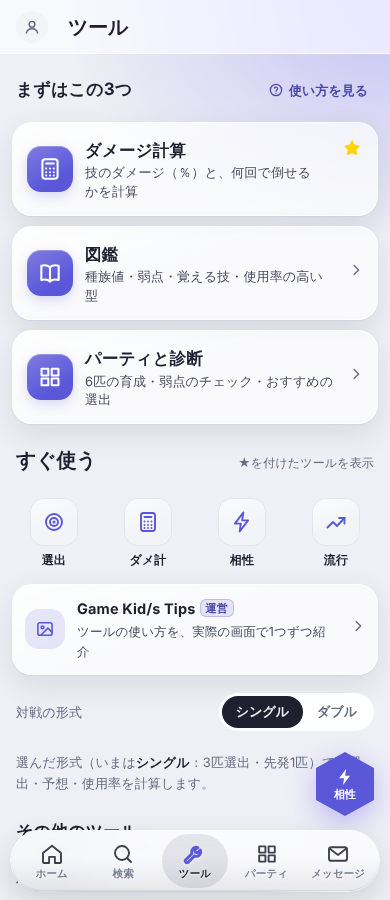 ツール
まずはこの3つ
使い方を見る
ダメージ計算
技のダメージ（％）と、何回で倒せる
かを計算
図鑑
種族値・弱点・覚える技・使用率の高い
型
パーティと診断
6匹の育成・弱点のチェック・おすすめの
選出
すぐ使う
★を付けたツールを表示
選出
ダメ計
相性
流行
Game Kid/s Tips 運営
ツールの使い方を、実際の画面で1つずつ紹
介
対戦の形式
シングル
ダブル
選んだ形式（いまはシングル：3匹選出・先発1匹）で
出・予想・使用率を計算します。
相性
その他のツール
ホーム
検索
ツール
パーティ
メッセージ